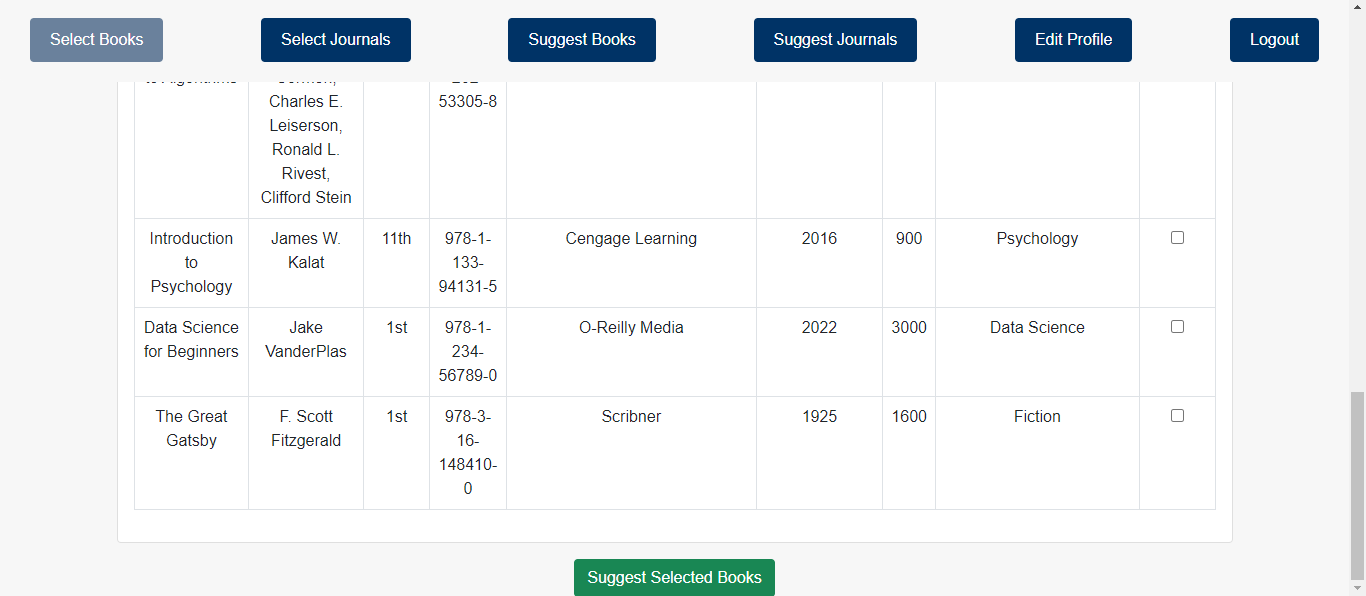 Select Books
Select Journals
Suggest Books
Suggest Journals
Edit Profile
Logout
53305-8
Charles E.
Leiserson,
Ronald L.
Rivest,
Clifford Stein
Introduction
to
Psychology
James W.
Kalat
11th
978-1-
133-
94131-5
Cengage Learning
2016
900
Psychology
Data Science
for Beginners
Jake
VanderPlas
1st
978-1-
234-
56789-0
O-Reilly Media
2022
3000
Data Science
The Great
Gatsby
F. Scott
Fitzgerald
1st
978-3-
16-
148410-
0
Scribner
1925
1600
Fiction
Suggest Selected Books